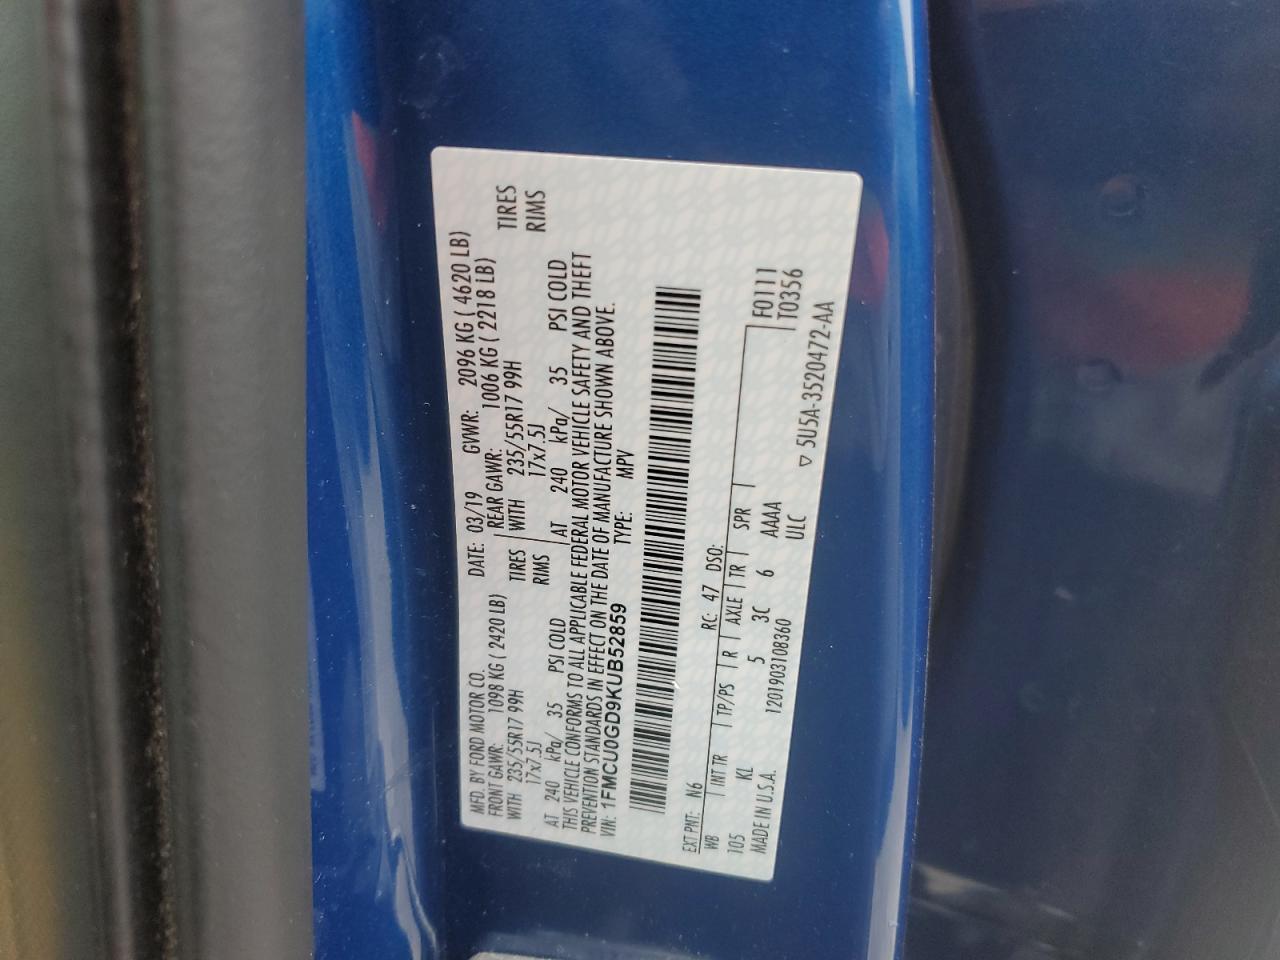 MFD. BY FORD MOTOR CO.
DATE: 03/19 GVWR: 2096 KG ( 4620 LB)
FRONT GAWR: 1098 KG ( 2420 LB) REAR GAWR: 1006 KG ( 2218 LB)
WITH 235/55R17 99H TIRES WITH 235/55R17 99H TIRES
17x7.5J RIMS 17x7.5J RIMS
AT 240 kPa/ 35 PSI COLD AT 240 kPa/ 35 PSI COLD
THIS VEHICLE CONFORMS TO ALL APPLICABLE FEDERAL MOTOR VEHICLE SAFETY AND THEFT
PREVENTION STANDARDS IN EFFECT ON THE DATE OF MANUFACTURE SHOWN ABOVE.
VIN: 1FMCU0GD9KUB52859 TYPE: MPV
EXT PNT: N6 RC: 47 DSO: F0111
WB INT TR TP/PS R AXLE TR SPR T0356
105 KL 5 3C 6 AAAA
MADE IN U.S.A. 1201903108360 ULC
▽ 5U5A-3520472-AA